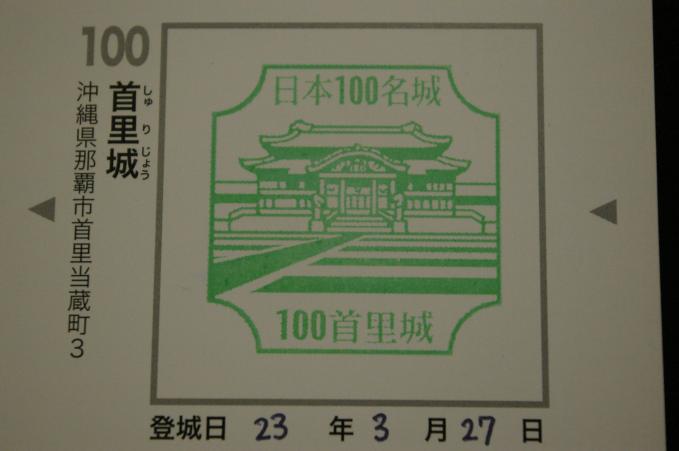 100
首里城
しゅりじょう
沖縄県那覇市首里当蔵町3
日本100名城
100首里城
登城日 23 年 3 月 27 日